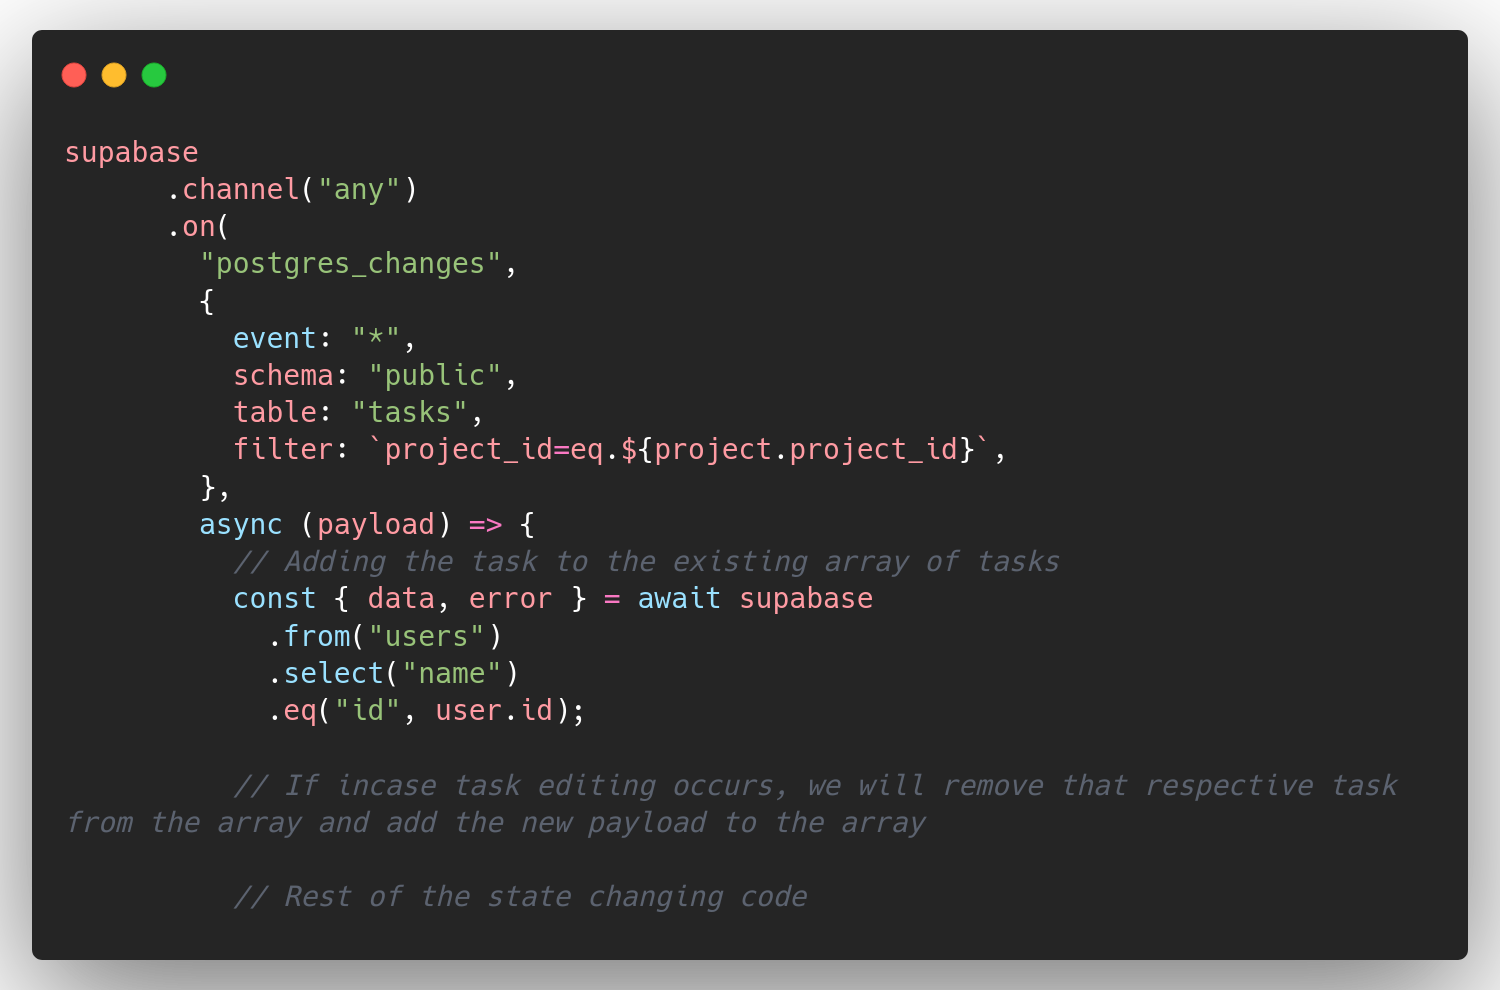 supabase
      .channel("any")
      .on(
        "postgres_changes",
        {
          event: "*",
          schema: "public",
          table: "tasks",
          filter: `project_id=eq.${project.project_id}`,
        },
        async (payload) => {
          // Adding the task to the existing array of tasks
          const { data, error } = await supabase
            .from("users")
            .select("name")
            .eq("id", user.id);

          // If incase task editing occurs, we will remove that respective task
from the array and add the new payload to the array

          // Rest of the state changing code